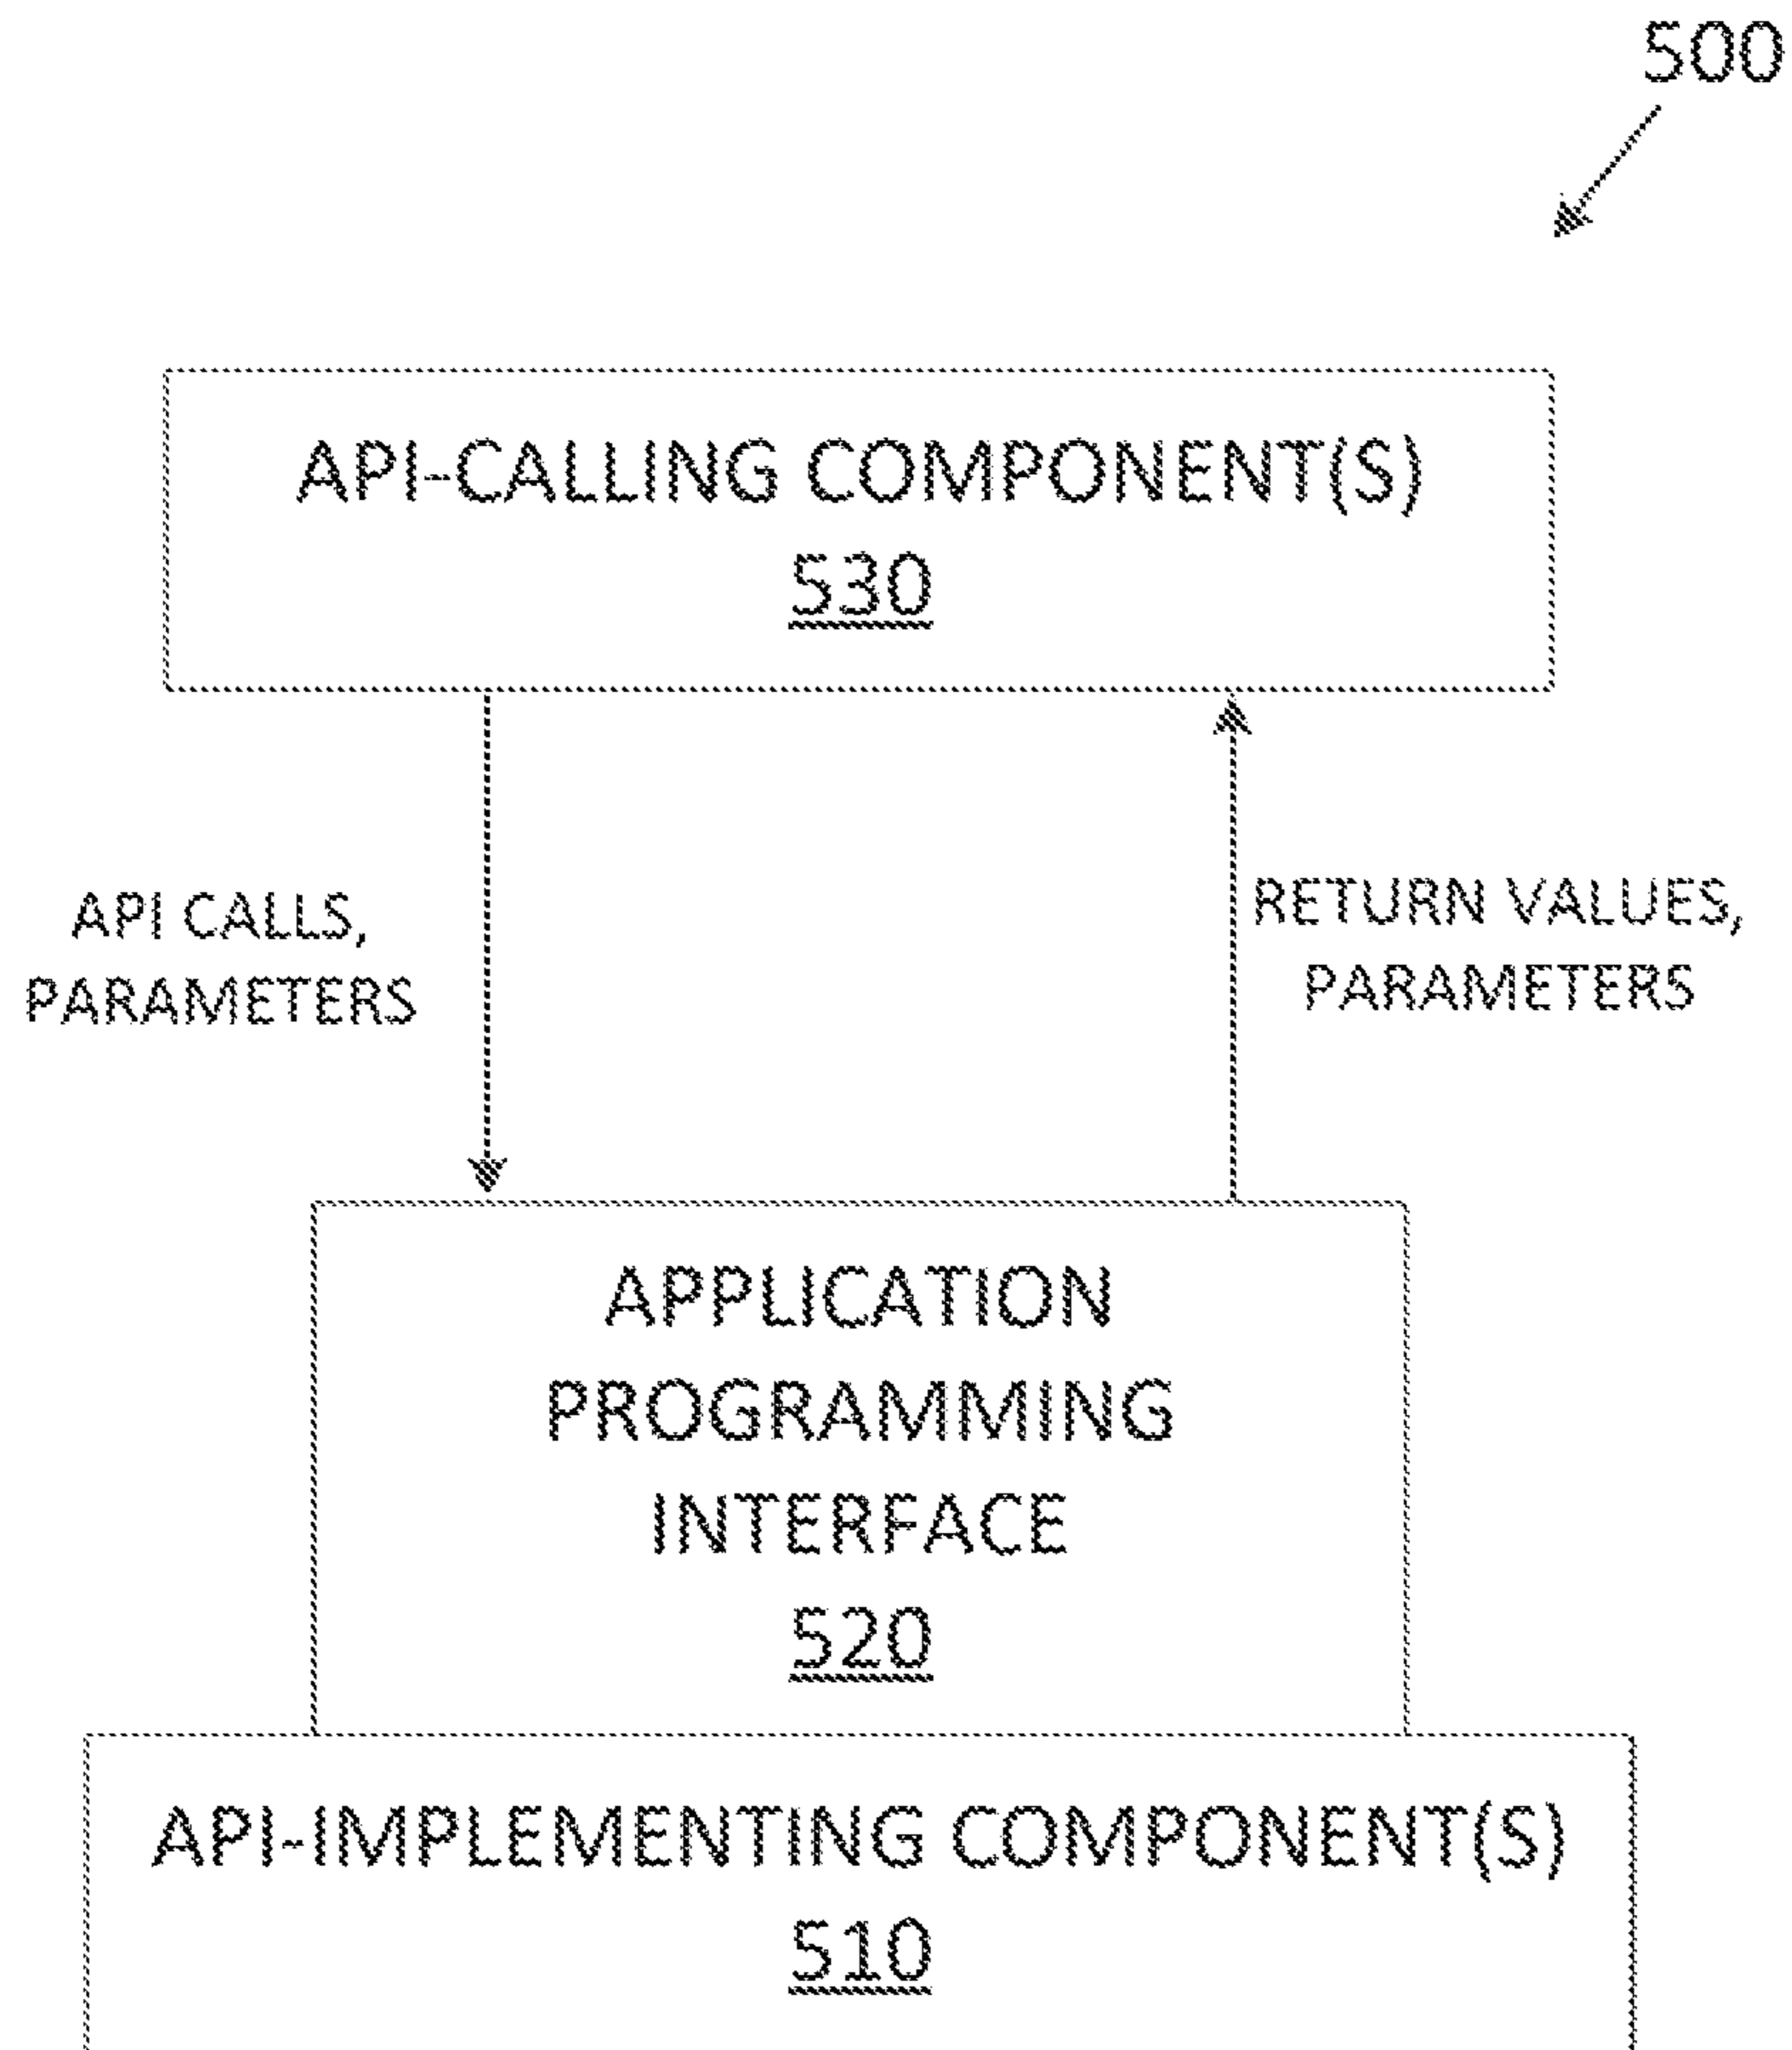 500
API-CALLING COMPONENT(S)
530
API CALLS,
PARAMETERS
RETURN VALUES,
PARAMETERS
APPLICATION
PROGRAMMING
INTERFACE
520
API-IMPLEMENTING COMPONENT(S)
510